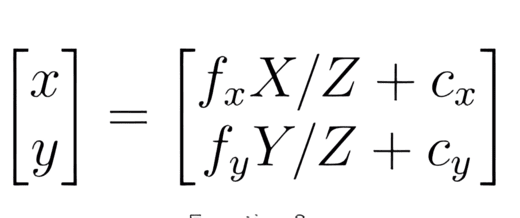 [x] = [f_x X/Z + c_x]
[y] = [f_y Y/Z + c_y]